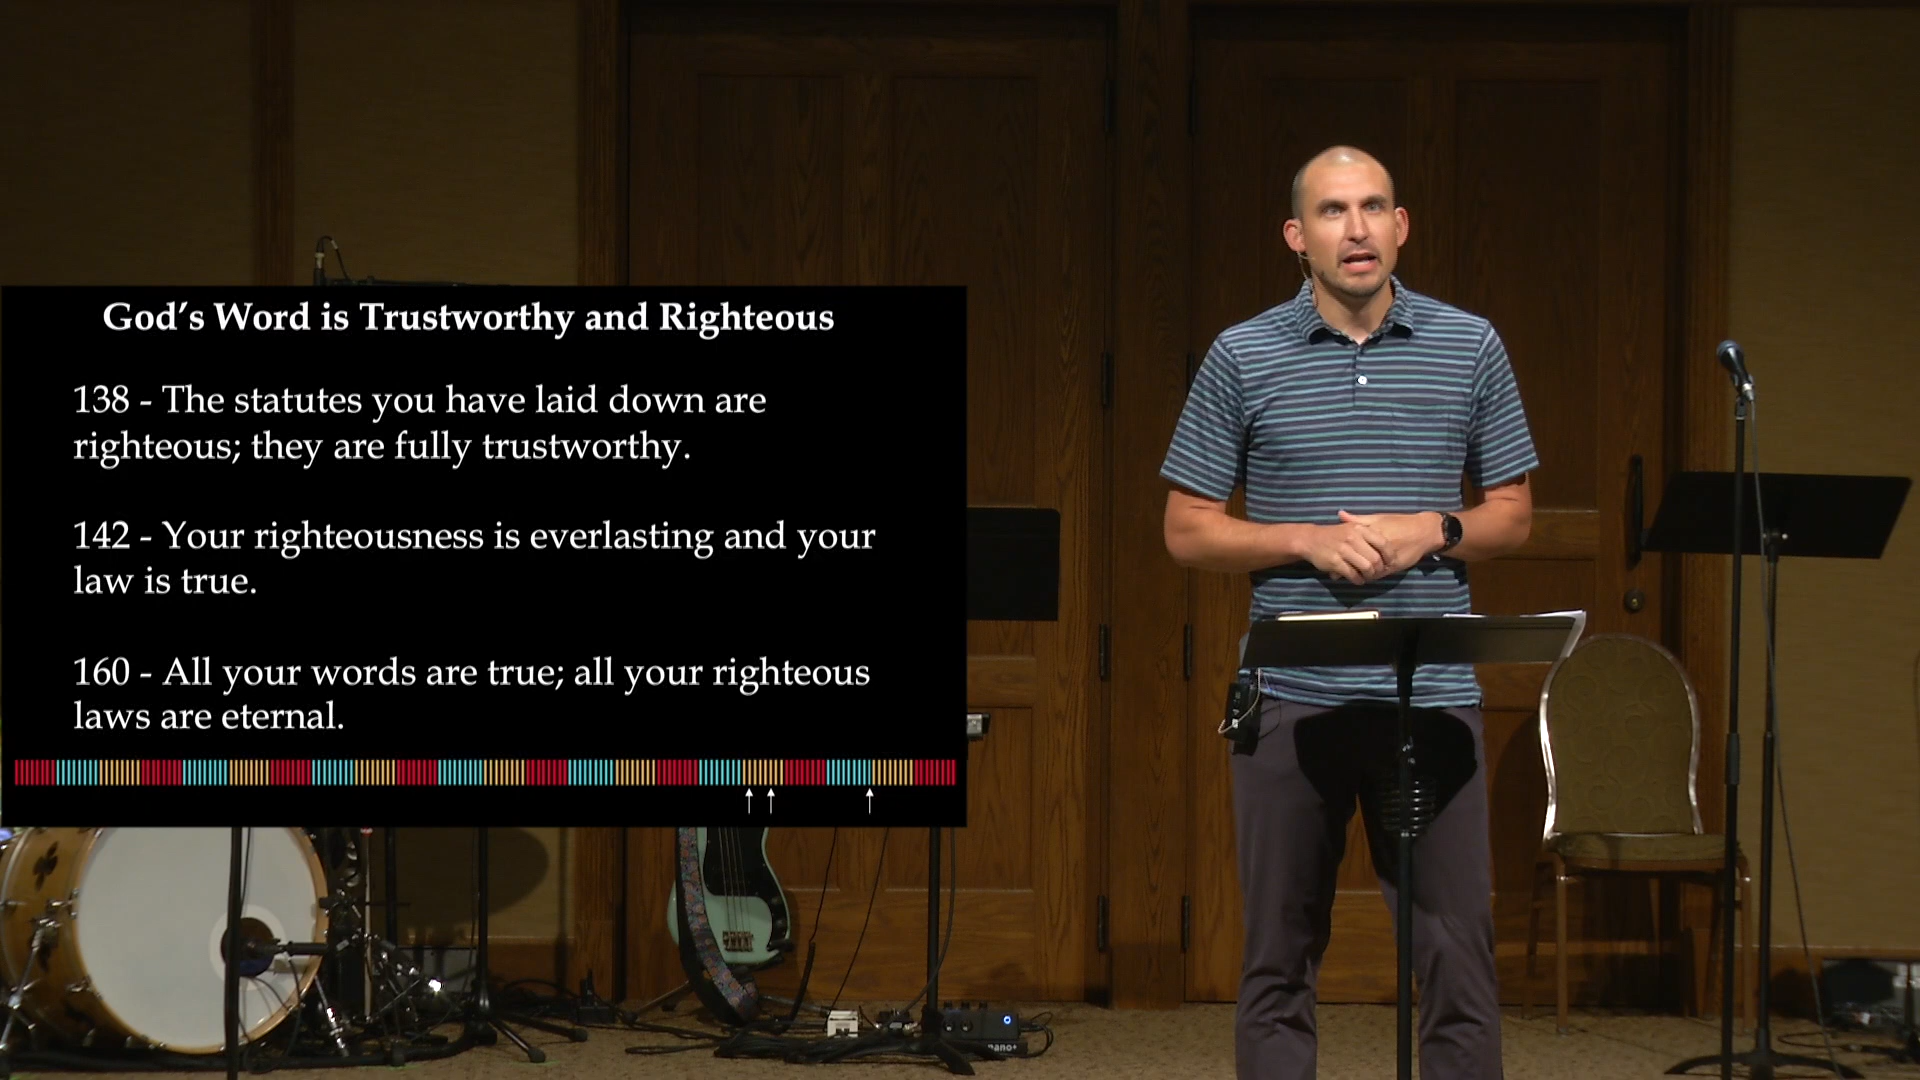 God’s Word is Trustworthy and Righteous
138 - The statutes you have laid down are
righteous; they are fully trustworthy.
142 - Your righteousness is everlasting and your
law is true.
160 - All your words are true; all your righteous
laws are eternal.
nano+